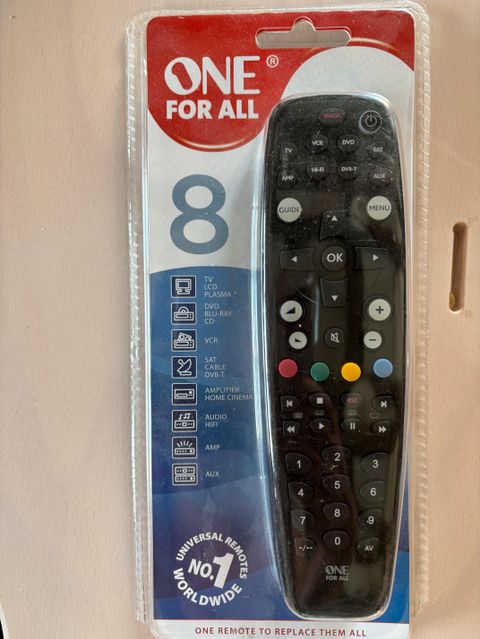 ONE®
FOR ALL
8
TV
LCD
PLASMA *
DVD
BLU-RAY
CD
VCR
SAT
CABLE
DVB-T
AMPLIFIER
HOME CINEMA
AUDIO
HIFI
AMP
AUX
UNIVERSAL REMOTES
NO.1
WORLDWIDE
ONE REMOTE TO REPLACE THEM ALL
MAGIC
TV VCR DVD SAT
AMP HI-FI DVB-T AUX
GUIDE MENU
OK
+
−
REC
1 2 3
4 5 6
7 8 9
-/-- 0 AV
ONE
FOR ALL